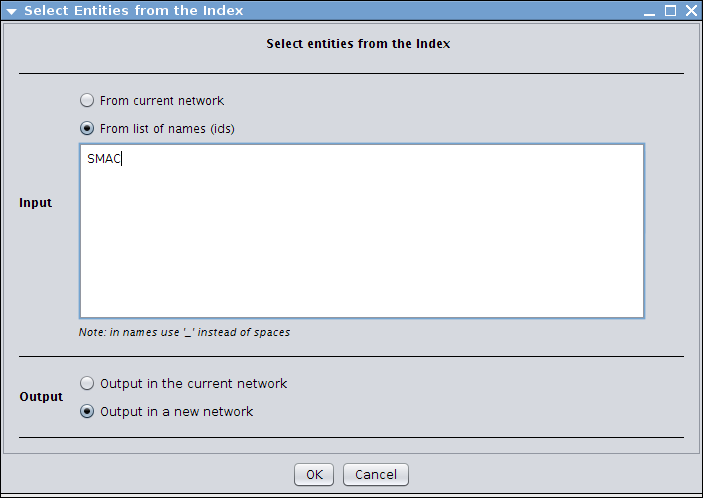 Select Entities from the Index
Select entities from the Index
From current network
From list of names (ids)
SMAC
Input
Note: in names use '_' instead of spaces
Output in the current network
Output
Output in a new network
OK Cancel